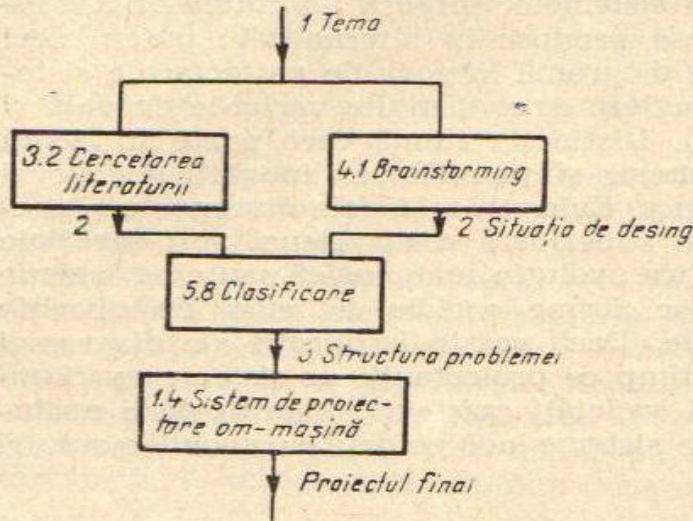 1 Tema
3.2 Cercetarea
literaturii
4.1 Brainstorming
2
2 Situația de desing
5.8 Clasificare
3 Structura problemei
1.4 Sistem de proiec-
tare om-mașină
Proiectul final